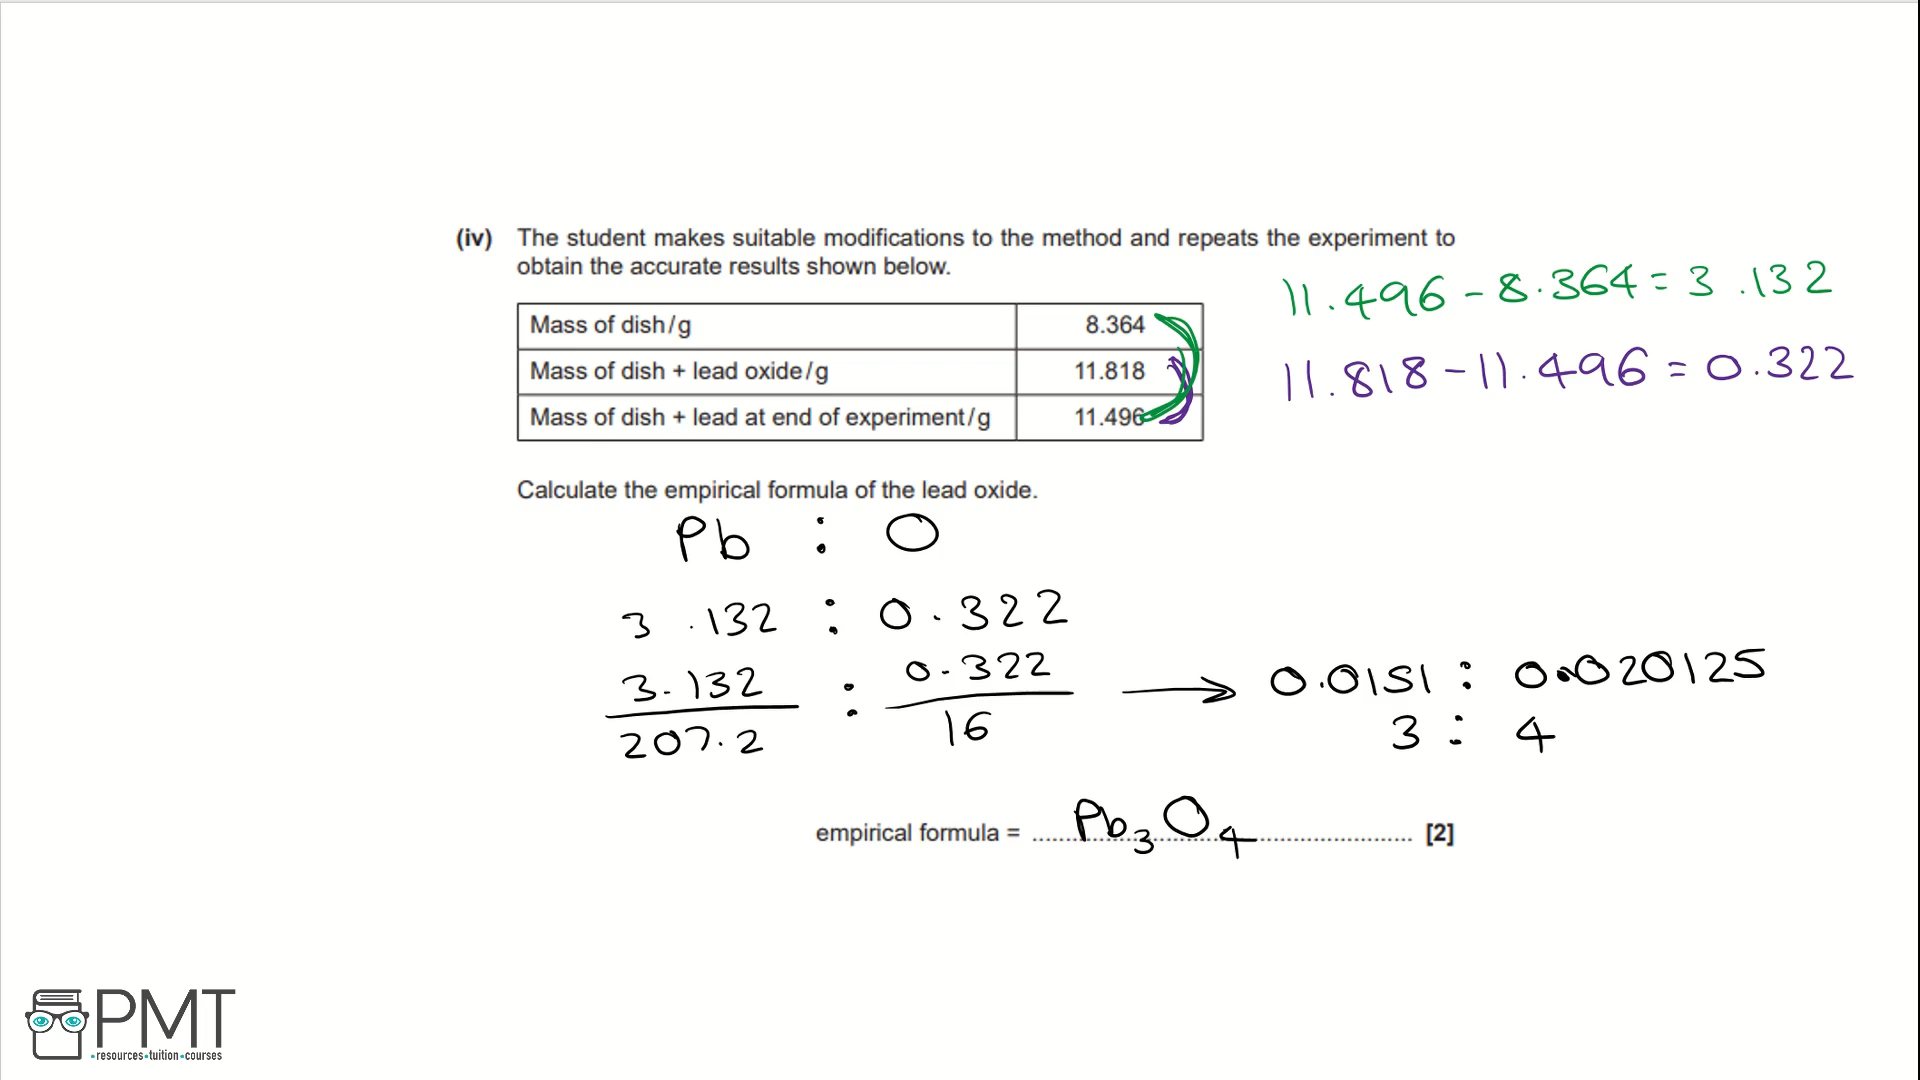 (iv) The student makes suitable modifications to the method and repeats the experiment to
obtain the accurate results shown below.
11.496 - 8.364 = 3.132
Mass of dish/g 8.364
11.818 - 11.496 = 0.322
Mass of dish + lead oxide/g 11.818
Mass of dish + lead at end of experiment/g 11.496
Calculate the empirical formula of the lead oxide.
Pb : O
3.132 : 0.322
3.132 : 0.322
207.2 16
→ 0.0151 : 0.020125
3 : 4
empirical formula = Pb₃O₄ [2]
PMT
•resources•tuition•courses